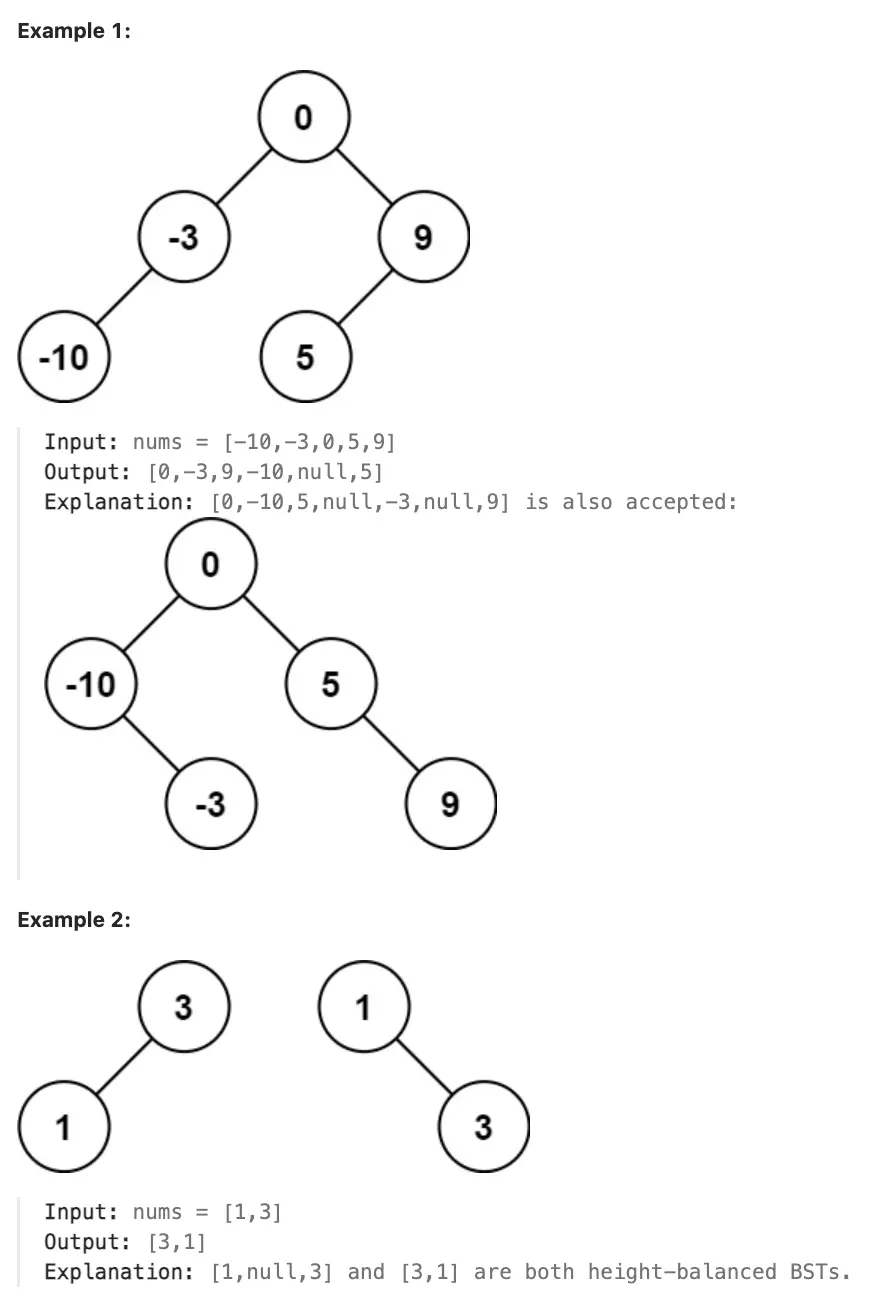 Example 1:
0
-3 9
-10 5
Input: nums = [-10,-3,0,5,9]
Output: [0,-3,9,-10,null,5]
Explanation: [0,-10,5,null,-3,null,9] is also accepted:
0
-10 5
-3 9
Example 2:
3 1
1 3
Input: nums = [1,3]
Output: [3,1]
Explanation: [1,null,3] and [3,1] are both height-balanced BSTs.